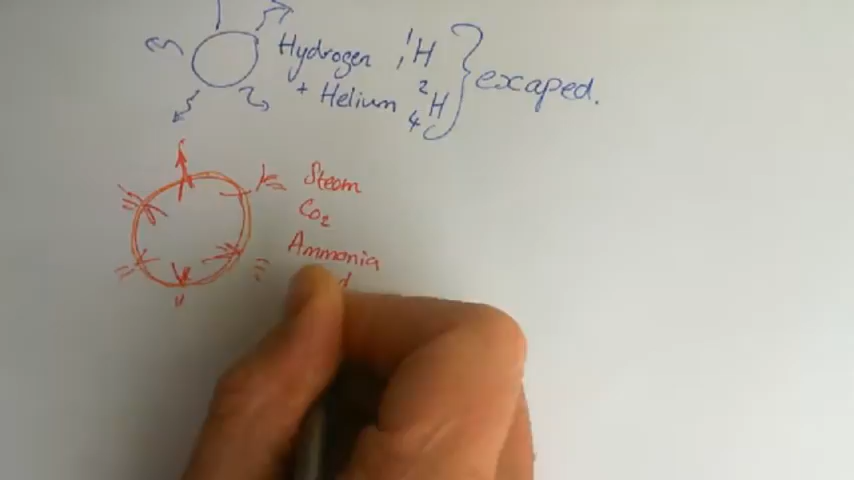 Hydrogen ¹₁H
+ Helium ²₄H
} excaped.
Steam
Co₂
Ammonia